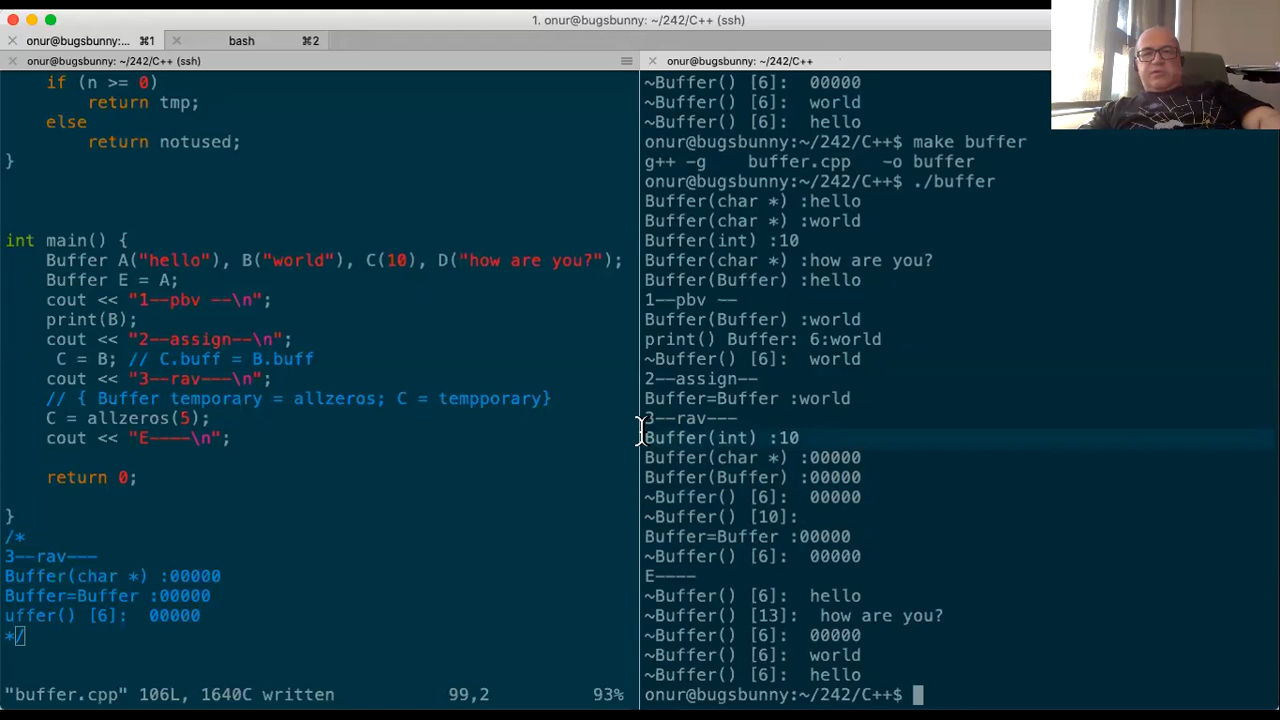 1. onur@bugsbunny: ~/242/C++ (ssh)
onur@bugsbunny:... ⌘1 bash ⌘2
onur@bugsbunny: ~/242/C++ (ssh)
if (n >= 0)
return tmp;
else
return notused;
}
int main() {
Buffer A("hello"), B("world"), C(10), D("how are you?");
Buffer E = A;
cout << "1--pbv --\n";
print(B);
cout << "2--assign--\n";
C = B; // C.buff = B.buff
cout << "3--rav---\n";
// { Buffer temporary = allzeros; C = tempporary}
C = allzeros(5);
cout << "E----\n";
return 0;
}
/*
3--rav---
Buffer(char *) :00000
Buffer=Buffer :00000
uffer() [6]:  00000
*/
"buffer.cpp" 106L, 1640C written 99,2 93%
onur@bugsbunny: ~/242/C++
~Buffer() [6]:  00000
~Buffer() [6]:  world
~Buffer() [6]:  hello
onur@bugsbunny:~/242/C++$ make buffer
g++ -g    buffer.cpp   -o buffer
onur@bugsbunny:~/242/C++$ ./buffer
Buffer(char *) :hello
Buffer(char *) :world
Buffer(int) :10
Buffer(char *) :how are you?
Buffer(Buffer) :hello
1--pbv --
Buffer(Buffer) :world
print() Buffer: 6:world
~Buffer() [6]:  world
2--assign--
Buffer=Buffer :world
3--rav---
Buffer(int) :10
Buffer(char *) :00000
Buffer(Buffer) :00000
~Buffer() [6]:  00000
~Buffer() [10]:
Buffer=Buffer :00000
~Buffer() [6]:  00000
E----
~Buffer() [6]:  hello
~Buffer() [13]:  how are you?
~Buffer() [6]:  00000
~Buffer() [6]:  world
~Buffer() [6]:  hello
onur@bugsbunny:~/242/C++$